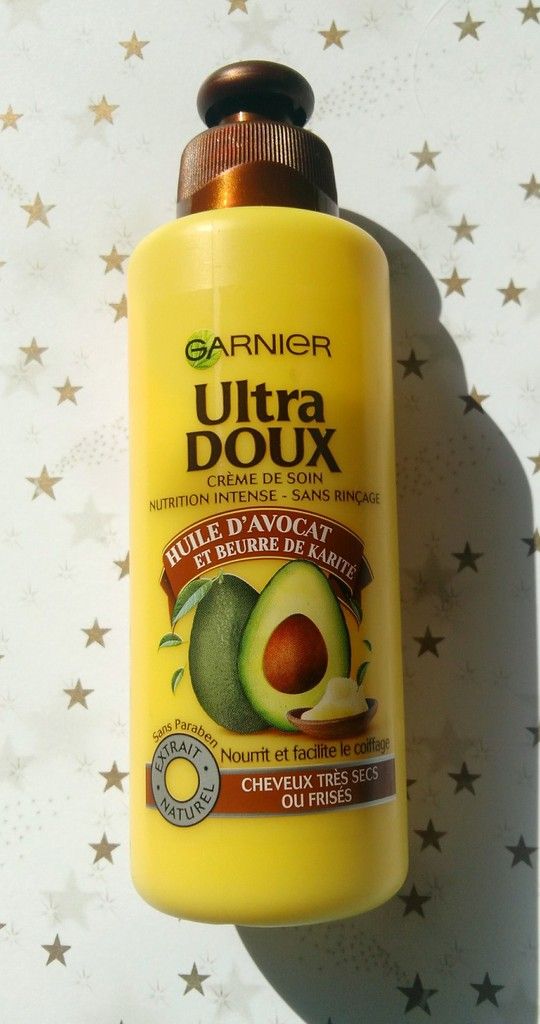 GARNIER
Ultra
DOUX
CRÈME DE SOIN
NUTRITION INTENSE - SANS RINÇAGE
HUILE D'AVOCAT
ET BEURRE DE KARITÉ
Sans Paraben
EXTRAIT
NATUREL
Nourrit et facilite le coiffage
CHEVEUX TRÈS SECS
OU FRISÉS